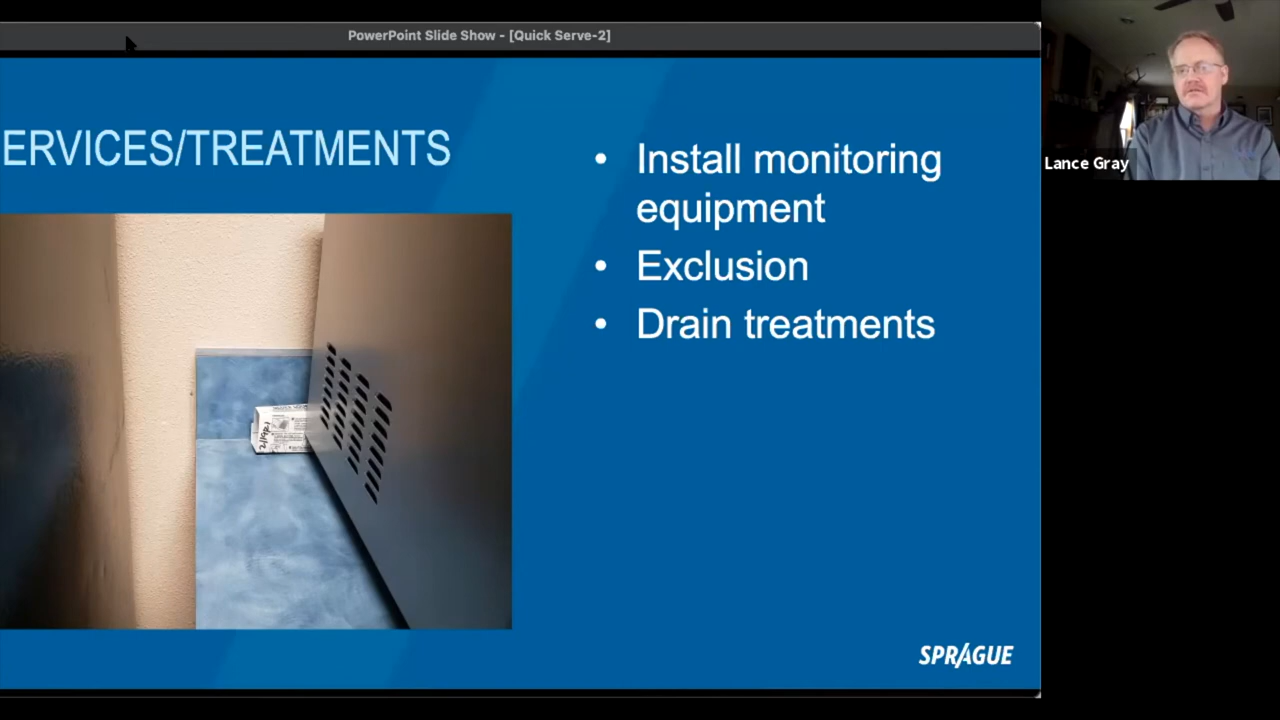 PowerPoint Slide Show - [Quick Serve-2]
ERVICES/TREATMENTS
• Install monitoring
equipment
• Exclusion
• Drain treatments
SPRAGUE
Lance Gray